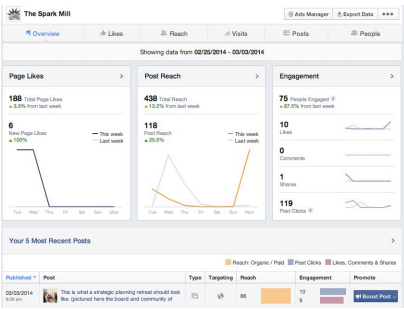 The Spark Mill
Ads Manager Export Data
Overview Likes Reach Visits Posts People
Showing data from 02/25/2014 - 03/03/2014
Page Likes >
188 Total Page Likes
▲3.3% from last week
6
New Page Likes
▲100%
This week
Last week
Tue Wed Thu Fri Sat Sun Mon
Post Reach >
438 Total Reach
▲13.2% from last week
118
Post Reach
▲25.5%
This week
Last week
Tue Wed Thu Fri Sat Sun Mon
Engagement >
75 People Engaged
▲87.5% from last week
10
Likes
0
Comments
1
Shares
119
Post Clicks
Your 5 Most Recent Posts >
Reach: Organic / Paid Post Clicks Likes, Comments & Shares
Published Post Type Targeting Reach Engagement Promote
03/03/2014 This is what a strategic planning retreat should look 88 10 Boost Post
like. (pictured here the board and community of